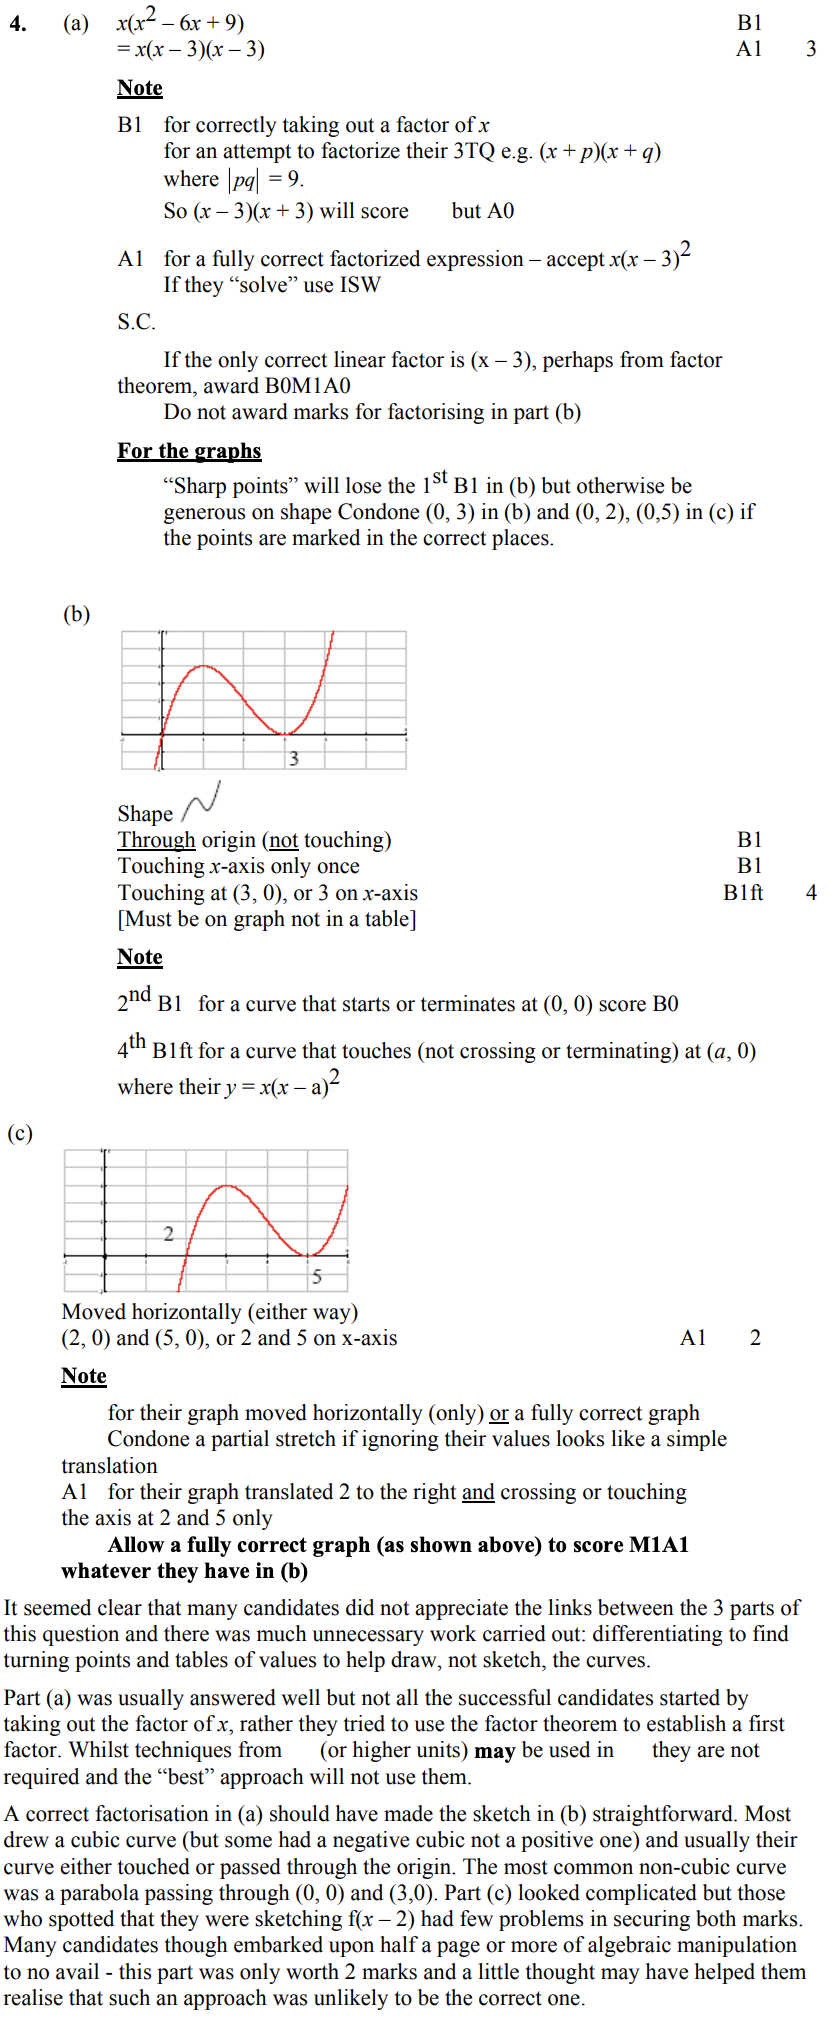 4. (a) x(x² – 6x + 9) B1
= x(x – 3)(x – 3) A1 3
Note
B1 for correctly taking out a factor of x
for an attempt to factorize their 3TQ e.g. (x + p)(x + q)
where |pq| = 9.
So (x – 3)(x + 3) will score but A0
A1 for a fully correct factorized expression – accept x(x – 3)²
If they “solve” use ISW
S.C.
If the only correct linear factor is (x – 3), perhaps from factor
theorem, award B0M1A0
Do not award marks for factorising in part (b)
For the graphs
“Sharp points” will lose the 1st B1 in (b) but otherwise be
generous on shape Condone (0, 3) in (b) and (0, 2), (0,5) in (c) if
the points are marked in the correct places.
(b)
3
Shape
Through origin (not touching) B1
Touching x-axis only once B1
Touching at (3, 0), or 3 on x-axis B1ft 4
[Must be on graph not in a table]
Note
2nd B1 for a curve that starts or terminates at (0, 0) score B0
4th B1ft for a curve that touches (not crossing or terminating) at (a, 0)
where their y = x(x – a)²
(c)
2
5
Moved horizontally (either way)
(2, 0) and (5, 0), or 2 and 5 on x-axis A1 2
Note
for their graph moved horizontally (only) or a fully correct graph
Condone a partial stretch if ignoring their values looks like a simple
translation
A1 for their graph translated 2 to the right and crossing or touching
the axis at 2 and 5 only
Allow a fully correct graph (as shown above) to score M1A1
whatever they have in (b)
It seemed clear that many candidates did not appreciate the links between the 3 parts of
this question and there was much unnecessary work carried out: differentiating to find
turning points and tables of values to help draw, not sketch, the curves.
Part (a) was usually answered well but not all the successful candidates started by
taking out the factor of x, rather they tried to use the factor theorem to establish a first
factor. Whilst techniques from (or higher units) may be used in they are not
required and the “best” approach will not use them.
A correct factorisation in (a) should have made the sketch in (b) straightforward. Most
drew a cubic curve (but some had a negative cubic not a positive one) and usually their
curve either touched or passed through the origin. The most common non-cubic curve
was a parabola passing through (0, 0) and (3,0). Part (c) looked complicated but those
who spotted that they were sketching f(x – 2) had few problems in securing both marks.
Many candidates though embarked upon half a page or more of algebraic manipulation
to no avail - this part was only worth 2 marks and a little thought may have helped them
realise that such an approach was unlikely to be the correct one.